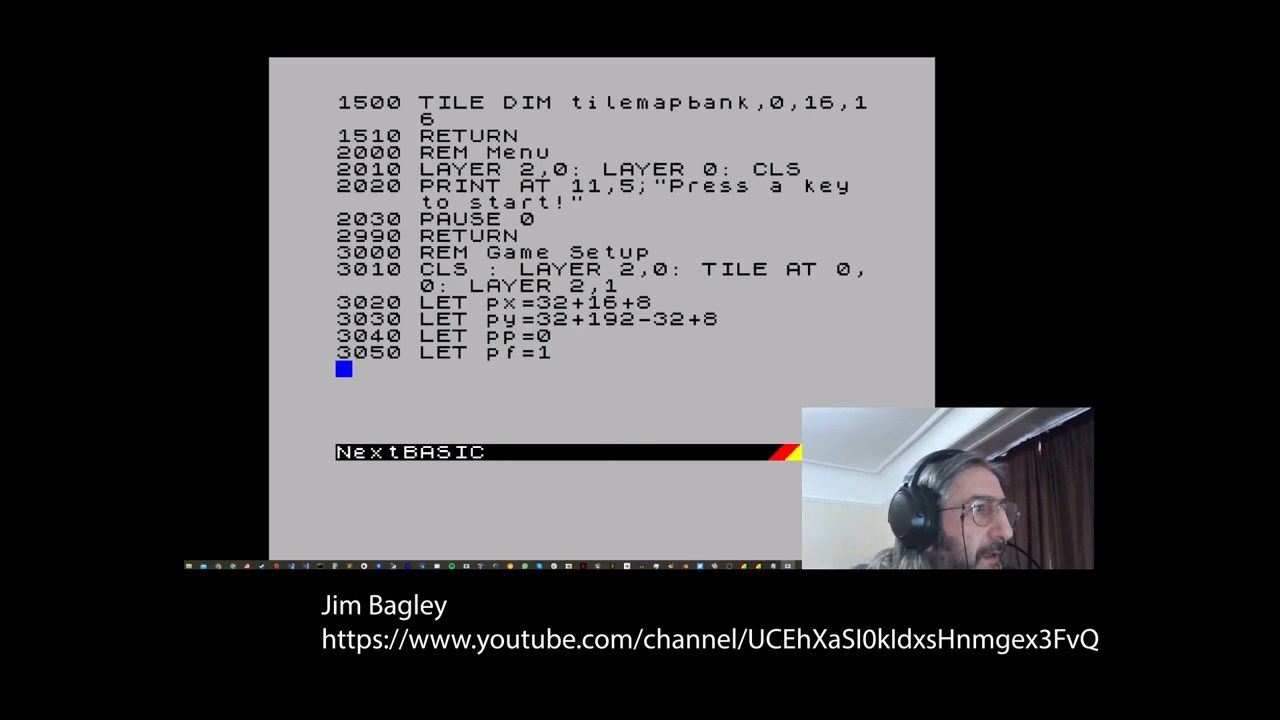 1500 TILE DIM tilemapbank,0,16,1
6
1510 RETURN
2000 REM Menu
2010 LAYER 2,0: LAYER 0: CLS
2020 PRINT AT 11,5;"Press a key
to start!"
2030 PAUSE 0
2990 RETURN
3000 REM Game Setup
3010 CLS : LAYER 2,0: TILE AT 0,
0: LAYER 2,1
3020 LET px=32+16+8
3030 LET py=32+192-32+8
3040 LET pp=0
3050 LET pf=1
NextBASIC
Jim Bagley
https://www.youtube.com/channel/UCEhXaSI0kIdxsHnmgex3FvQ